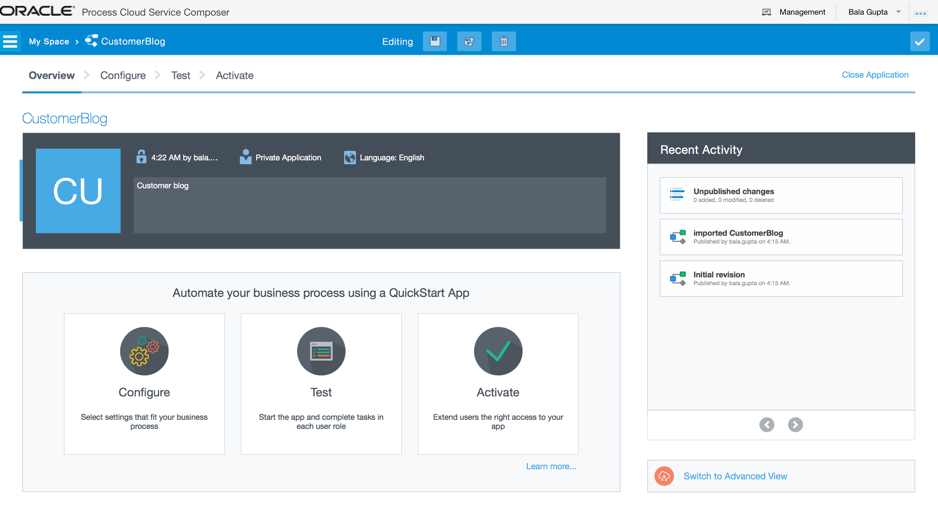 ORACLE® Process Cloud Service Composer
Management
Bala Gupta
My Space › CustomerBlog
Editing
Overview
Configure
Test
Activate
Close Application
CustomerBlog
CU
4:22 AM by bala....
Private Application
Language: English
Customer blog
Recent Activity
Unpublished changes
0 added, 0 modified, 0 deleted
imported CustomerBlog
Published by bala.gupta on 4:15 AM.
Initial revision
Published by bala.gupta on 4:15 AM.
Automate your business process using a QuickStart App
Configure
Select settings that fit your business
process
Test
Start the app and complete tasks in
each user role
Activate
Extend users the right access to your
app
Learn more...
Switch to Advanced View